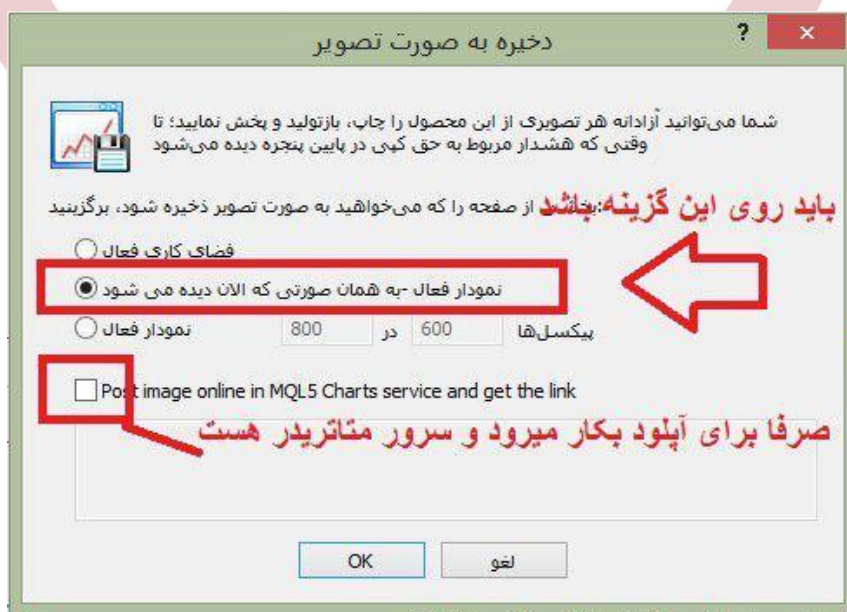 دخیره به صورت تصویر
شما می‌توانید آزادانه هر تصویری از این محصول را چاپ، بازتولید و پخش نمایید؛ تا
وقتی که هشدار مربوط به حق کپی در پایین پنجره دیده می‌شود
باید روی این گزینه باشد
از صفحه را که می‌خواهید به صورت تصویر ذخیره شود، برگزینید
فضای کاری فعال
نمودار فعال -به همان صورتی که الان دیده می شود
نمودار فعال 800 در 600 پیکسل‌ها
Post image online in MQL5 Charts service and get the link
صرفا برای آپلود بکار میرود و سرور متاتریدر هست
OK لغو